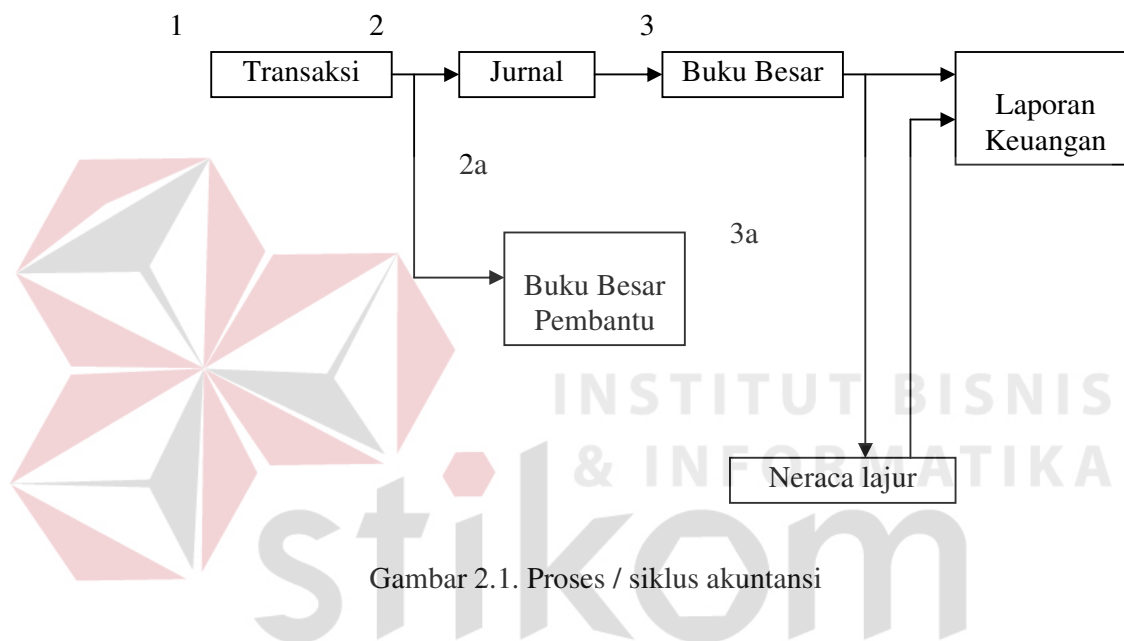 1
2
3
Transaksi
Jurnal
Buku Besar
Laporan
Keuangan
2a
3a
Buku Besar
Pembantu
INSTITUT BISNIS
& INFORMATIKA
Neraca lajur
stikom
Gambar 2.1. Proses / siklus akuntansi